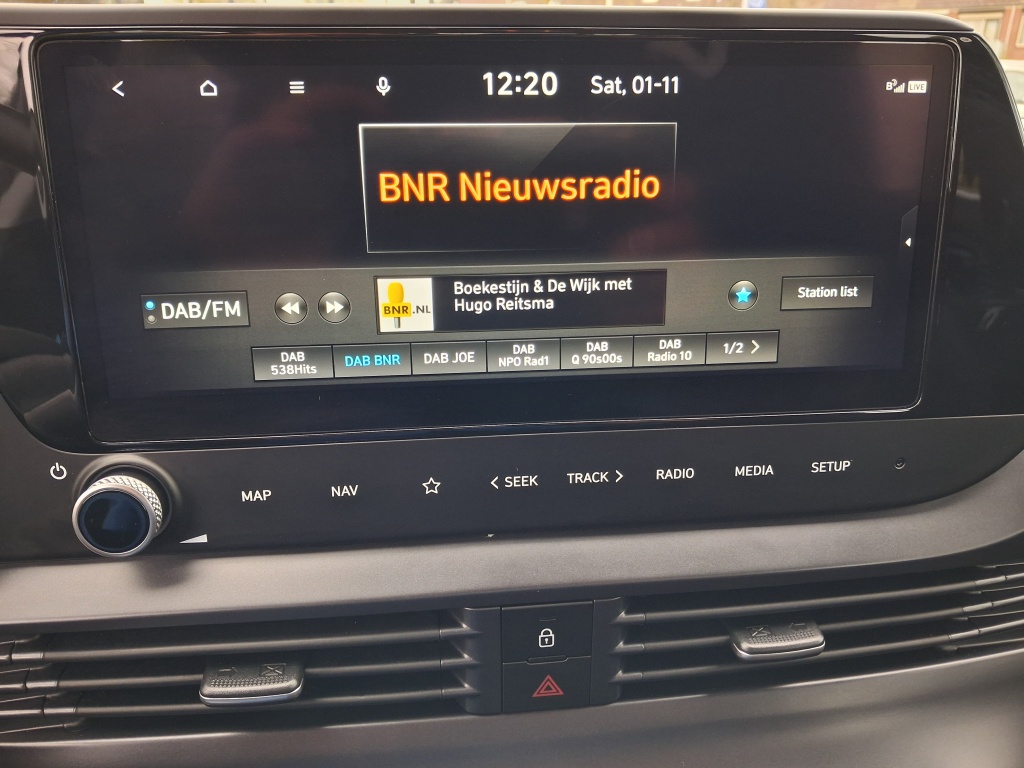 12:20 Sat, 01-11
LIVE
BNR Nieuwsradio
DAB/FM
BNR.NL
Boekestijn & De Wijk met
Hugo Reitsma
Station list
DAB
538Hits
DAB BNR
DAB JOE
DAB
NPO Rad1
DAB
Q 90s00s
DAB
Radio 10
1/2 >
MAP
NAV
< SEEK
TRACK >
RADIO
MEDIA
SETUP